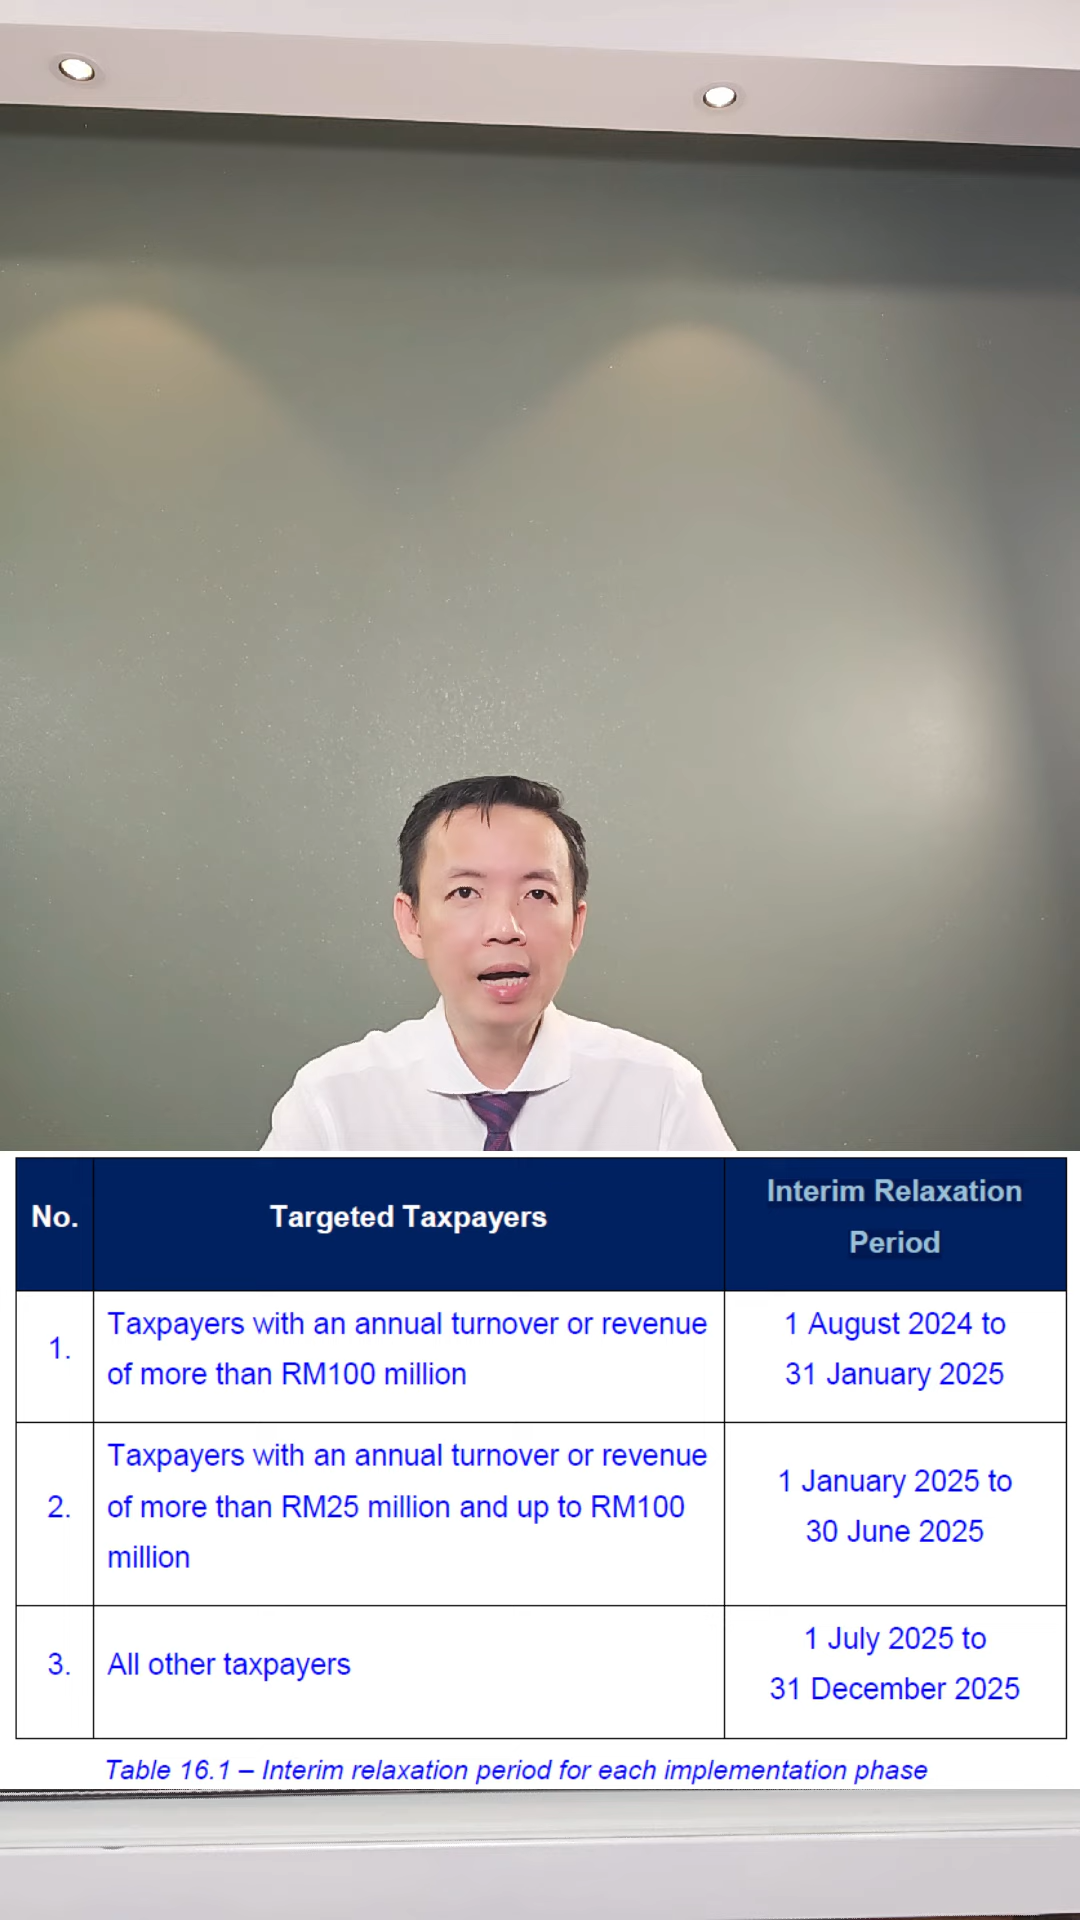 No.
Targeted Taxpayers
Interim Relaxation
Period
1.
Taxpayers with an annual turnover or revenue
of more than RM100 million
1 August 2024 to
31 January 2025
2.
Taxpayers with an annual turnover or revenue
of more than RM25 million and up to RM100
million
1 January 2025 to
30 June 2025
3.
All other taxpayers
1 July 2025 to
31 December 2025
Table 16.1 – Interim relaxation period for each implementation phase